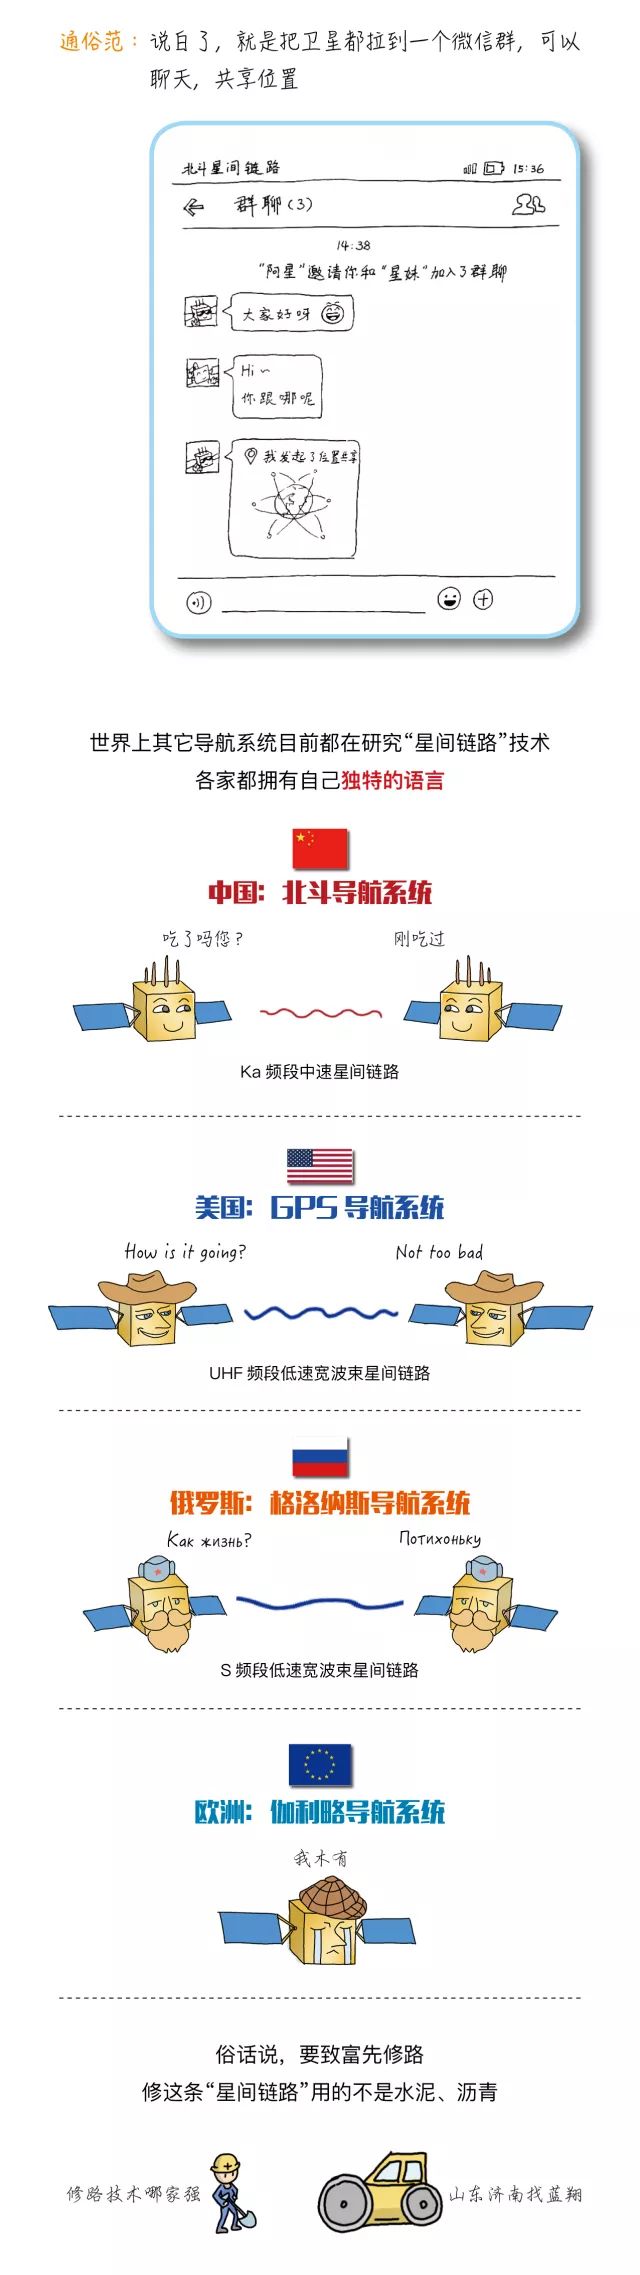 通俗范：说白了，就是把卫星都拉到一个微信群，可以
聊天，共享位置
北斗星间链路 15:36
群聊(3)
14:38
“阿星”邀请你和“星妹”加入了群聊
大家好呀
Hi~
你跟哪呢
我发起了位置共享
世界上其它导航系统目前都在研究“星间链路”技术
各家都拥有自己独特的语言
中国：北斗导航系统
吃了吗您？ 刚吃过
Ka 频段中速星间链路
美国：GPS 导航系统
How is it going? Not too bad
UHF 频段低速宽波束星间链路
俄罗斯：格洛纳斯导航系统
Как жизнь? Потихоньку
S 频段低速宽波束星间链路
欧洲：伽利略导航系统
我木有
俗话说，要致富先修路
修这条“星间链路”用的不是水泥、沥青
修路技术哪家强 山东济南找蓝翔